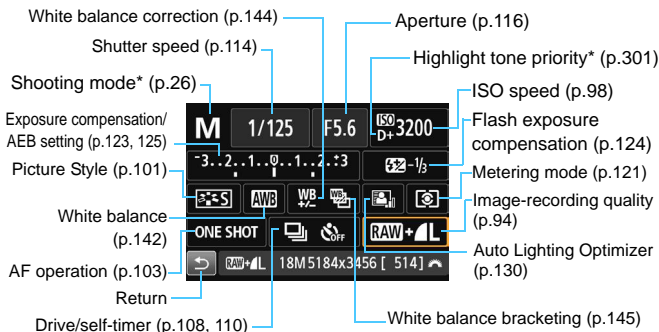 White balance correction (p.144)
Aperture (p.116)
Shutter speed (p.114)
Highlight tone priority* (p.301)
Shooting mode* (p.26)
ISO speed (p.98)
Exposure compensation/
AEB setting (p.123, 125)
Flash exposure
compensation (p.124)
Picture Style (p.101)
Metering mode (p.121)
White balance
(p.142)
Image-recording quality
(p.94)
AF operation (p.103)
Auto Lighting Optimizer
(p.130)
Return
Drive/self-timer (p.108, 110)
White balance bracketing (p.145)
M 1/125 F5.6 ISO D+ 3200
-3..2..1..0..1..2.+3 -1/3
S AWB WB +/- WB
ONE SHOT OFF RAW+L
RAW+L 18M 5184x3456 [ 514]